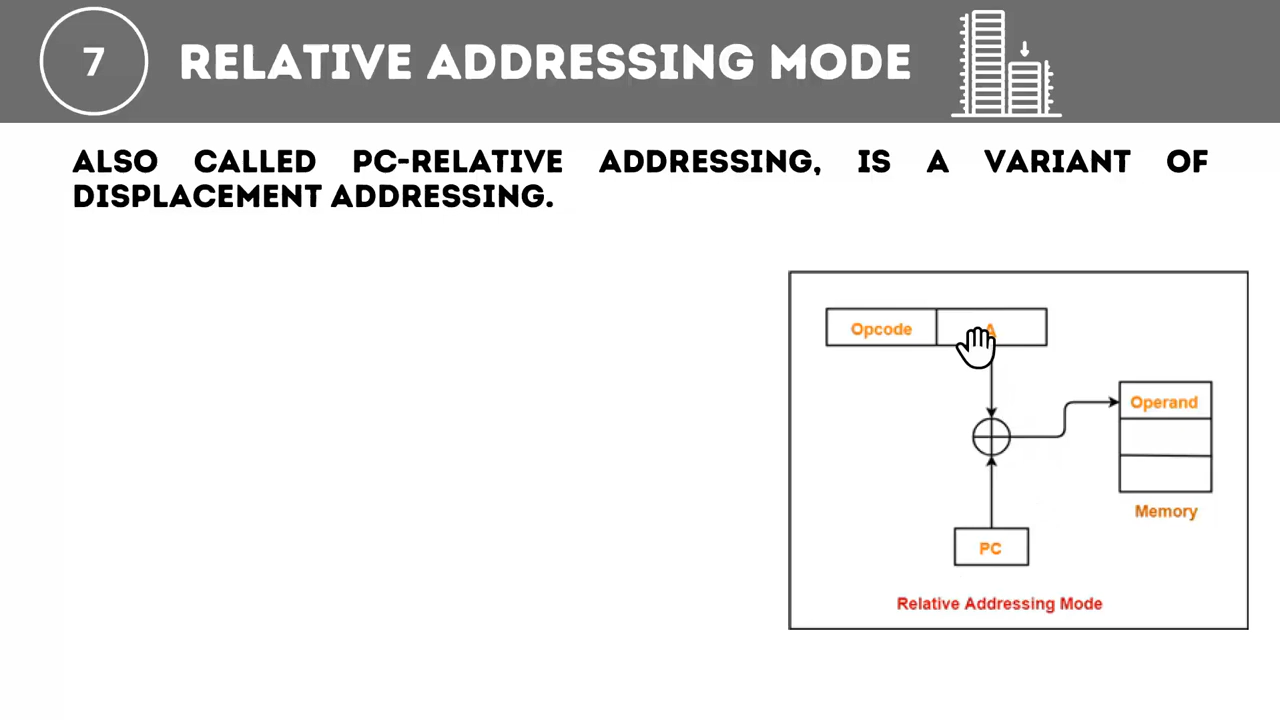 7
RELATIVE ADDRESSING MODE
ALSO CALLED PC-RELATIVE ADDRESSING, IS A VARIANT OF
DISPLACEMENT ADDRESSING.
Opcode
A
Operand
Memory
PC
Relative Addressing Mode